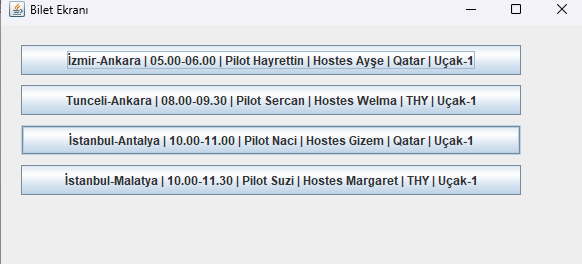 Bilet Ekranı
İzmir-Ankara | 05.00-06.00 | Pilot Hayrettin | Hostes Ayşe | Qatar | Uçak-1
Tunceli-Ankara | 08.00-09.30 | Pilot Sercan | Hostes Welma | THY | Uçak-1
İstanbul-Antalya | 10.00-11.00 | Pilot Naci | Hostes Gizem | Qatar | Uçak-1
İstanbul-Malatya | 10.00-11.30 | Pilot Suzi | Hostes Margaret | THY | Uçak-1